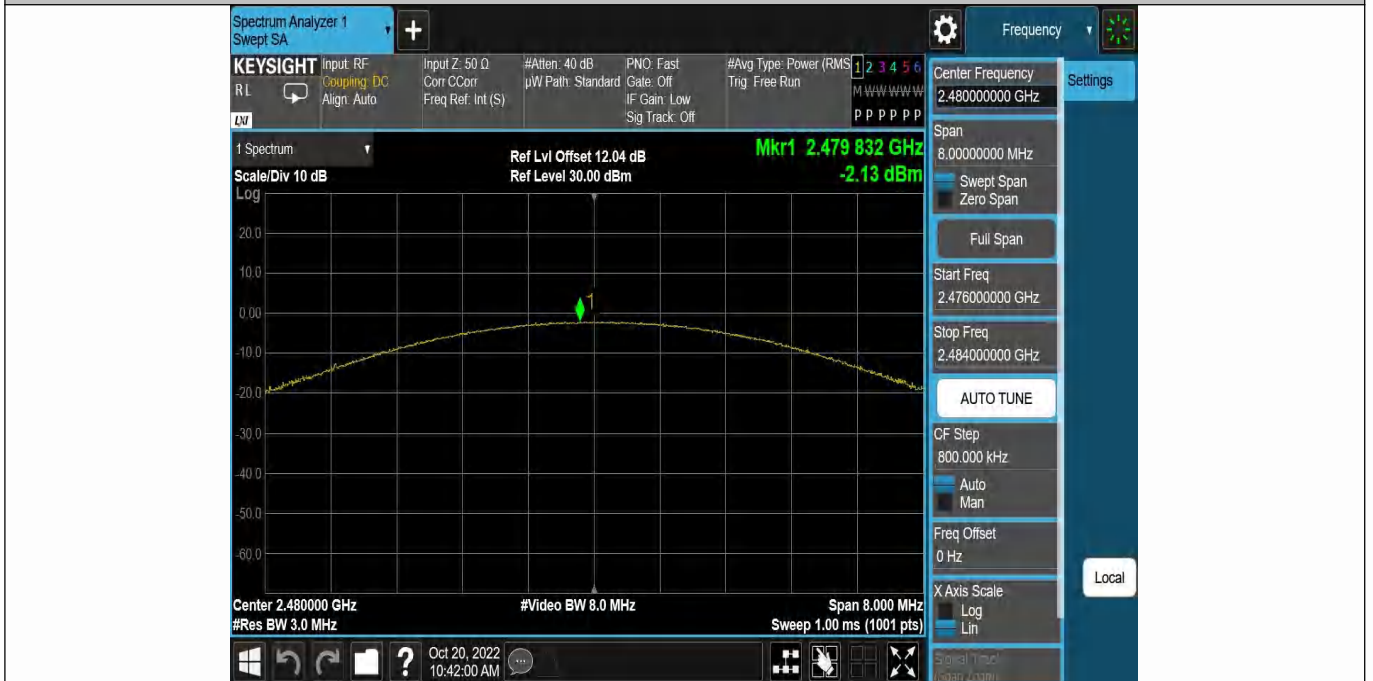 Spectrum Analyzer 1
Swept SA
+
Frequency
KEYSIGHT
RL
LXI
Input: RF
Coupling: DC
Align: Auto
Input Z: 50 Ω
Corr CCorr
Freq Ref: Int (S)
#Atten: 40 dB
µW Path: Standard
PNO: Fast
Gate: Off
IF Gain: Low
Sig Track: Off
#Avg Type: Power (RMS
Trig: Free Run
1 2 3 4 5 6
M W W W W W
P P P P P P
Center Frequency
2.480000000 GHz
Settings
1 Spectrum
Scale/Div 10 dB
Log
Ref Lvl Offset 12.04 dB
Ref Level 30.00 dBm
Mkr1 2.479 832 GHz
-2.13 dBm
20.0
10.0
0.00
-10.0
-20.0
-30.0
-40.0
-50.0
-60.0
1
Center 2.480000 GHz
#Res BW 3.0 MHz
#Video BW 8.0 MHz
Span 8.000 MHz
Sweep 1.00 ms (1001 pts)
Span
8.00000000 MHz
Swept Span
Zero Span
Full Span
Start Freq
2.476000000 GHz
Stop Freq
2.484000000 GHz
AUTO TUNE
CF Step
800.000 kHz
Auto
Man
Freq Offset
0 Hz
X Axis Scale
Log
Lin
Local
Signal Track
(Span Zoom)
?
Oct 20, 2022
10:42:00 AM